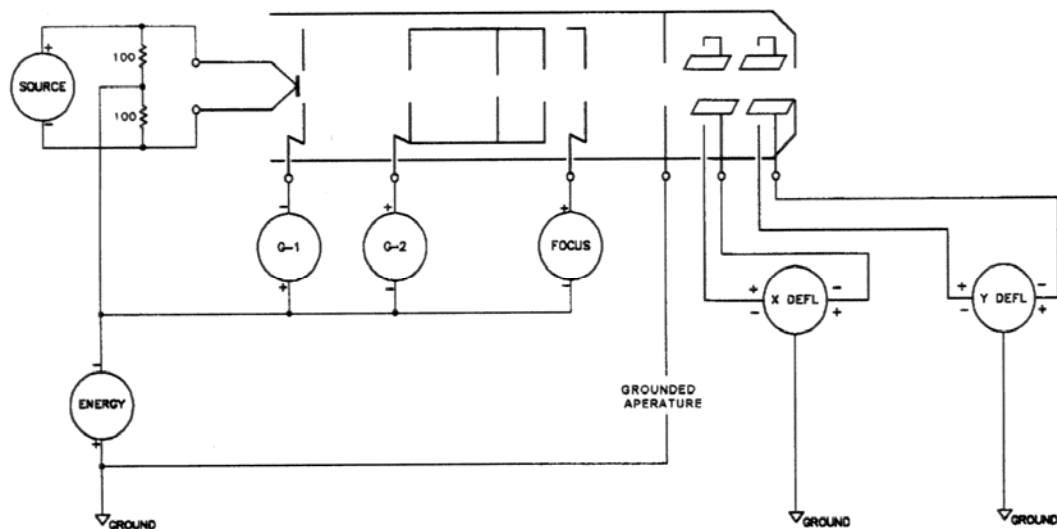 +
100
SOURCE
100
-
-
+
+
G-1
G-2
FOCUS
+
-
-
+
-
-
+
X DEFL
-
+
+
-
Y DEFL
-
+
-
ENERGY
+
GROUNDED
APERATURE
GROUND
GROUND
GROUND